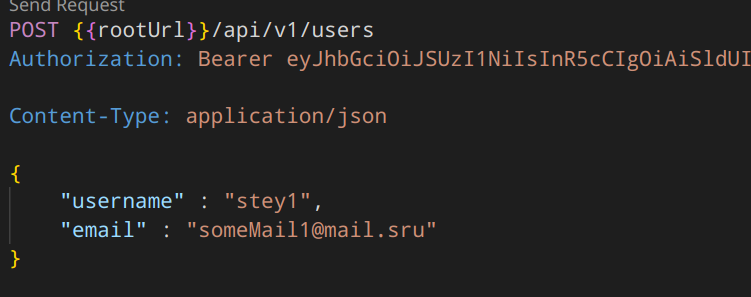 Send Request
POST {{rootUrl}}/api/v1/users
Authorization: Bearer eyJhbGciOiJSUzI1NiIsInR5cCIgOiAiSldUI
Content-Type: application/json
{
"username" : "stey1",
"email" : "someMail1@mail.sru"
}